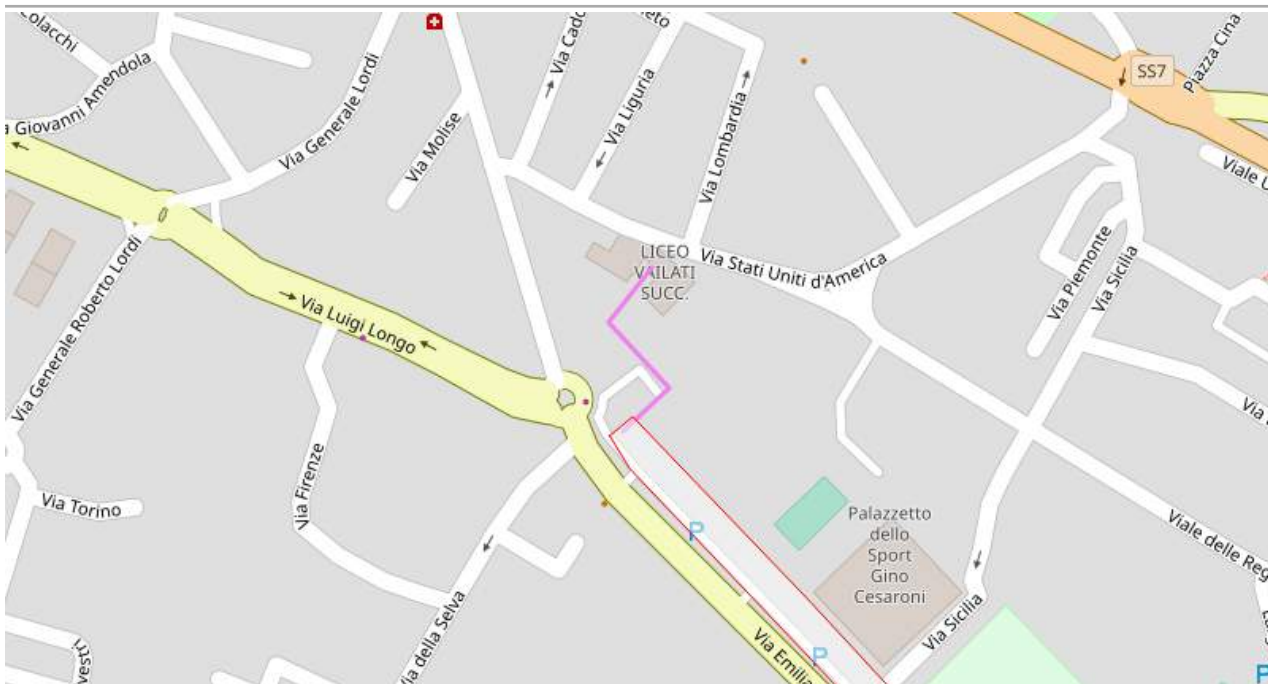 Colacchi
Via Cado
Via Liguria
Piazza Cina
SS7
a Giovanni Amendola
Via Generale Lordi
Via Molise
Via Lombardia
Viale U
LICEO
VAILATI
SUCC.
Via Stati Uniti d'America
Via Piemonte
Via Sicilia
Via Generale Roberto Lordi
Via Luigi Longo
Via Firenze
Via Torino
P
Palazzetto
dello
Sport
Gino
Cesaroni
Viale delle Reg
Via della Selva
Via Sicilia
Via Emilia
P
P